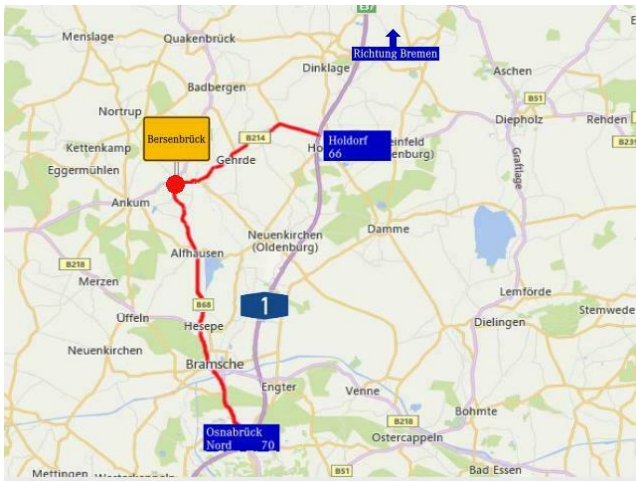 E37
Menslage
Quakenbrück
Richtung Bremen
Dinklage
Aschen
Badbergen
B51
Nortrup
Diepholz
Rehden
Bersenbrück
B214
Holdorf
66
Kettenkamp
Gehrde
Eggermühlen
Ankum
Graftlage
Damme
Neuenkirchen
(Oldenburg)
Alfhausen
B218
Merzen
Lemförde
B68
1
Stemwede
Üffeln
Hesepe
Dielingen
Neuenkirchen
Bramsche
Engter
Venne
Bohmte
B218
Osnabrück
Nord 70
Ostercappeln
B51
Bad Essen
Mettingen